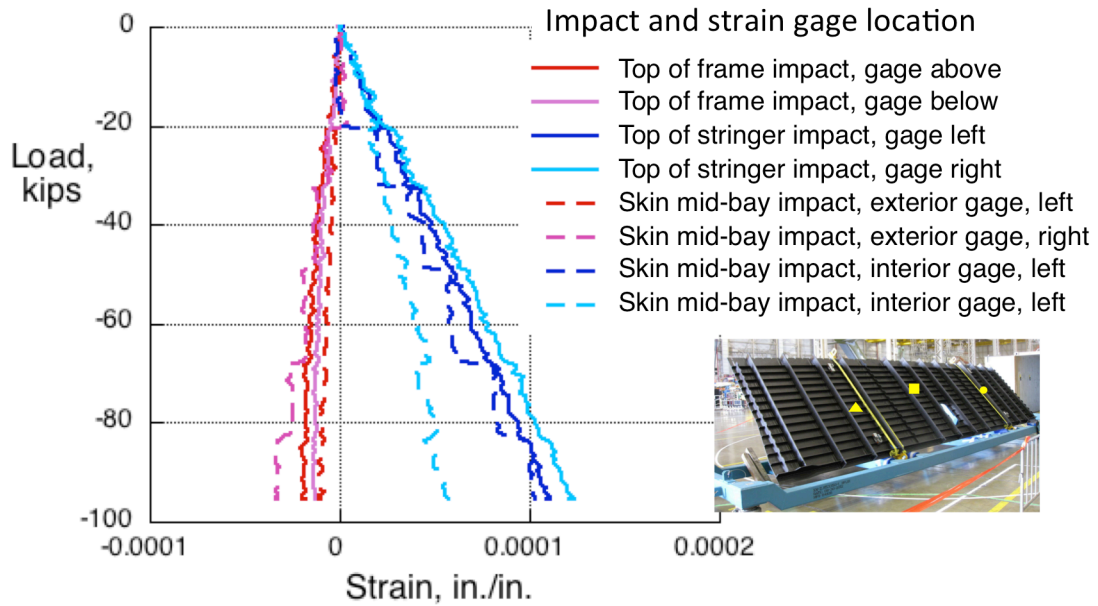 Impact and strain gage location
Top of frame impact, gage above
Top of frame impact, gage below
Top of stringer impact, gage left
Top of stringer impact, gage right
Skin mid-bay impact, exterior gage, left
Skin mid-bay impact, exterior gage, right
Skin mid-bay impact, interior gage, left
Skin mid-bay impact, interior gage, left
0
-20
-40
-60
-80
-100
Load,
kips
-0.0001
0
0.0001
0.0002
Strain, in./in.